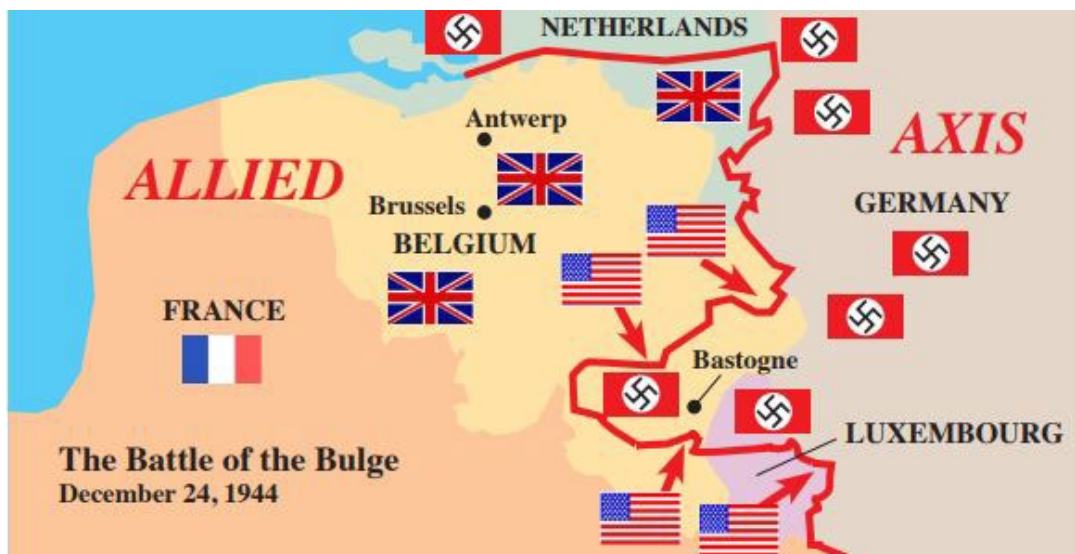 NETHERLANDS
Antwerp
ALLIED
AXIS
Brussels
GERMANY
BELGIUM
FRANCE
Bastogne
LUXEMBOURG
The Battle of the Bulge
December 24, 1944